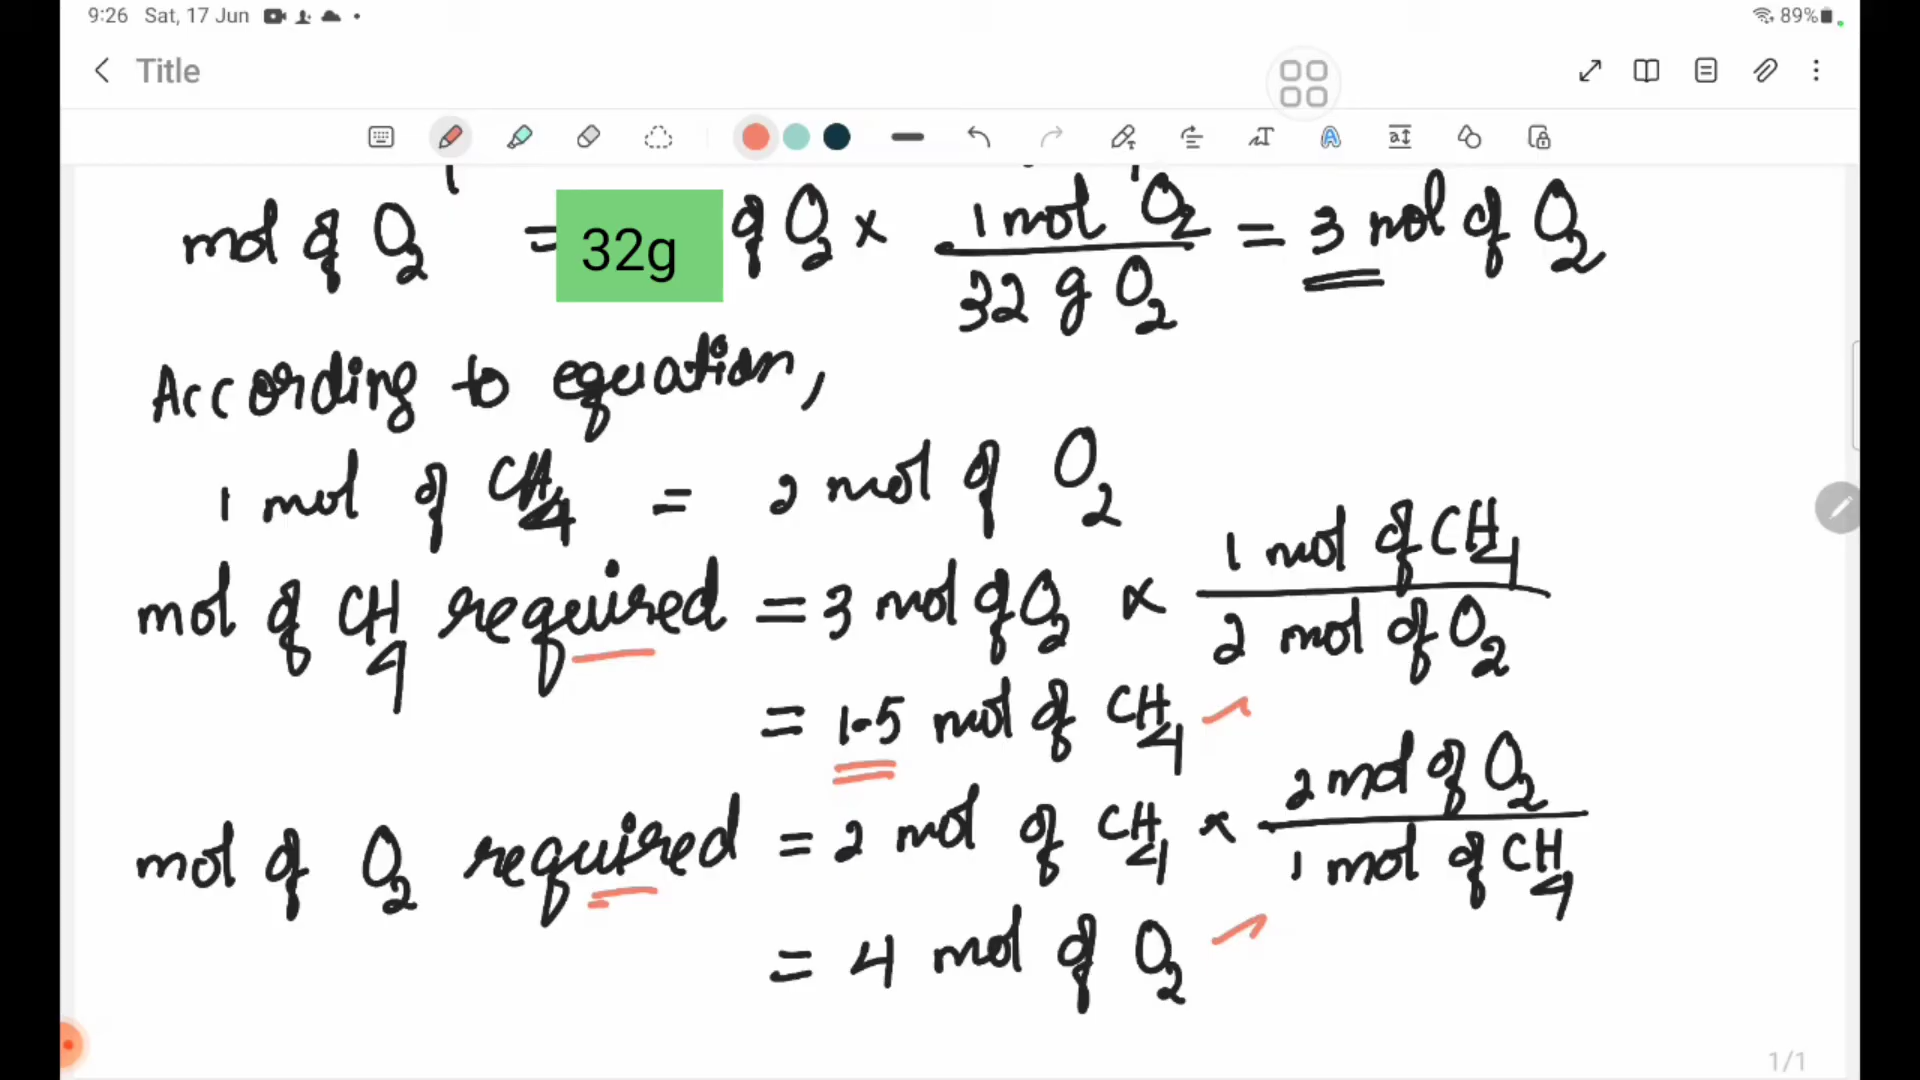 9:26 Sat, 17 Jun 89%
Title
mol of O2 = 32g of O2 × 1 mol O2 / 32 g O2 = 3 mol of O2
According to equation,
1 mol of CH4 = 2 mol of O2
mol of CH4 required = 3 mol of O2 × 1 mol of CH4 / 2 mol of O2
= 1.5 mol of CH4
mol of O2 required = 2 mol of CH4 × 2 mol of O2 / 1 mol of CH4
= 4 mol of O2
1/1